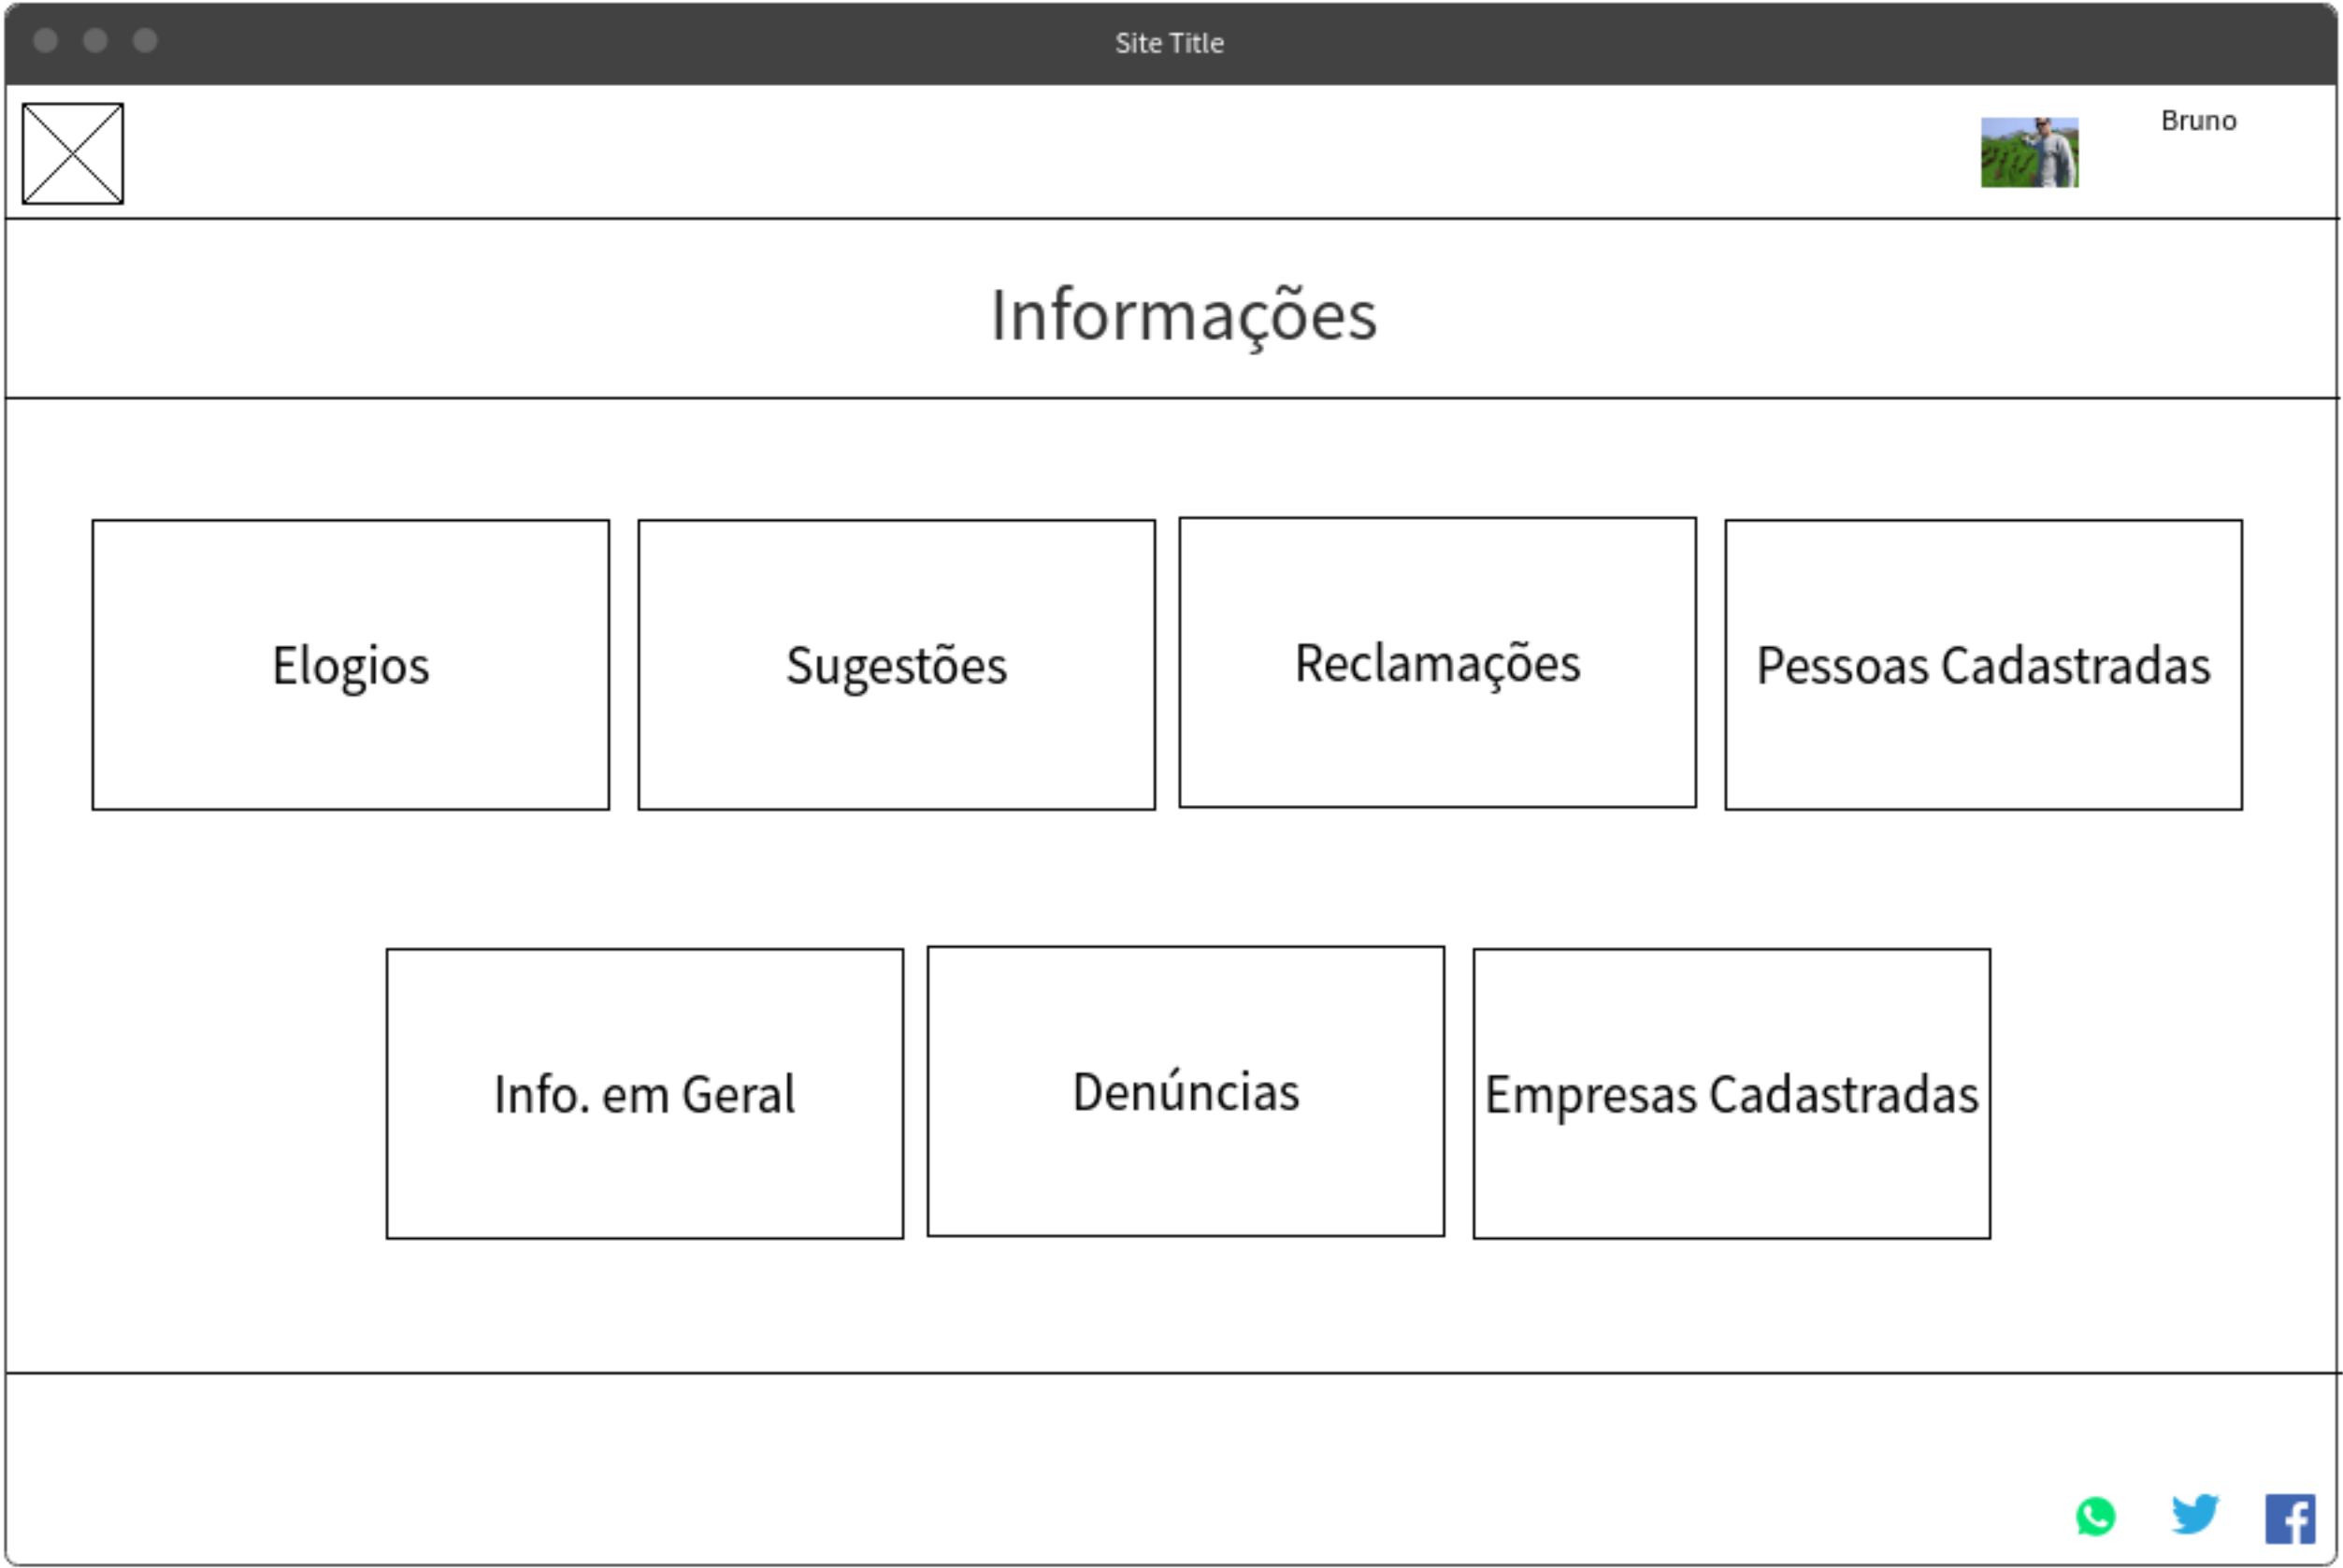 Site Title
Bruno
Informações
Elogios
Sugestões
Reclamações
Pessoas Cadastradas
Info. em Geral
Denúncias
Empresas Cadastradas